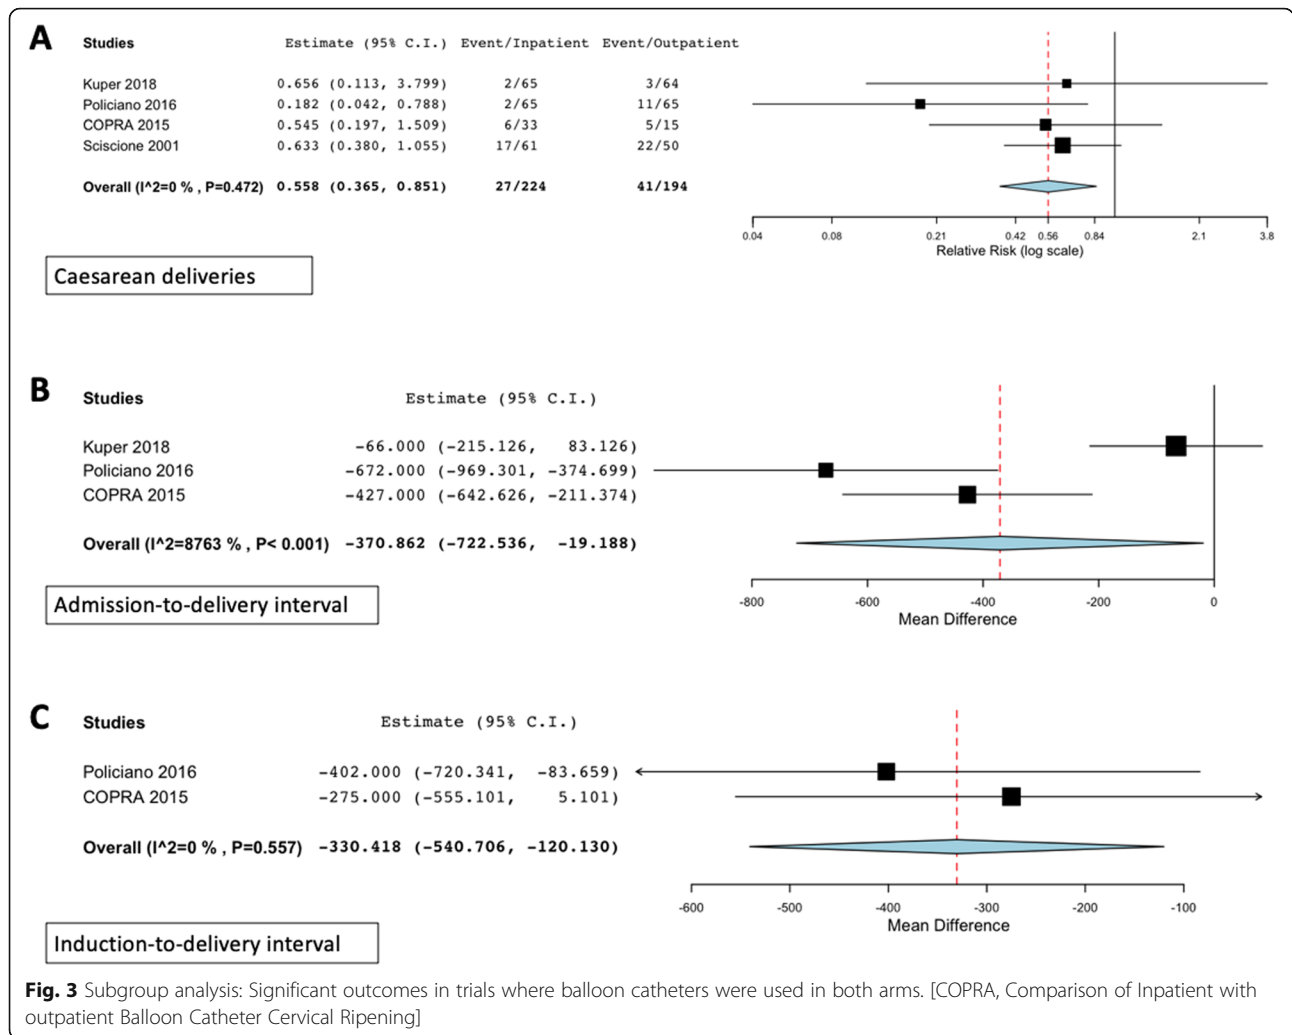 A
Studies Estimate (95% C.I.) Event/Inpatient Event/Outpatient
Kuper 2018 0.656 (0.113, 3.799) 2/65 3/64
Policiano 2016 0.182 (0.042, 0.788) 2/65 11/65
COPRA 2015 0.545 (0.197, 1.509) 6/33 5/15
Sciscione 2001 0.633 (0.380, 1.055) 17/61 22/50
Overall (I^2=0 % , P=0.472) 0.558 (0.365, 0.851) 27/224 41/194
0.04 0.08 0.21 0.42 0.56 0.84 2.1 3.8
Relative Risk (log scale)
Caesarean deliveries
B
Studies Estimate (95% C.I.)
Kuper 2018 -66.000 (-215.126, 83.126)
Policiano 2016 -672.000 (-969.301, -374.699)
COPRA 2015 -427.000 (-642.626, -211.374)
Overall (I^2=8763 % , P< 0.001) -370.862 (-722.536, -19.188)
-800 -600 -400 -200 0
Mean Difference
Admission-to-delivery interval
C
Studies Estimate (95% C.I.)
Policiano 2016 -402.000 (-720.341, -83.659)
COPRA 2015 -275.000 (-555.101, 5.101)
Overall (I^2=0 % , P=0.557) -330.418 (-540.706, -120.130)
-600 -500 -400 -300 -200 -100
Mean Difference
Induction-to-delivery interval
Fig. 3 Subgroup analysis: Significant outcomes in trials where balloon catheters were used in both arms. [COPRA, Comparison of Inpatient with
outpatient Balloon Catheter Cervical Ripening]